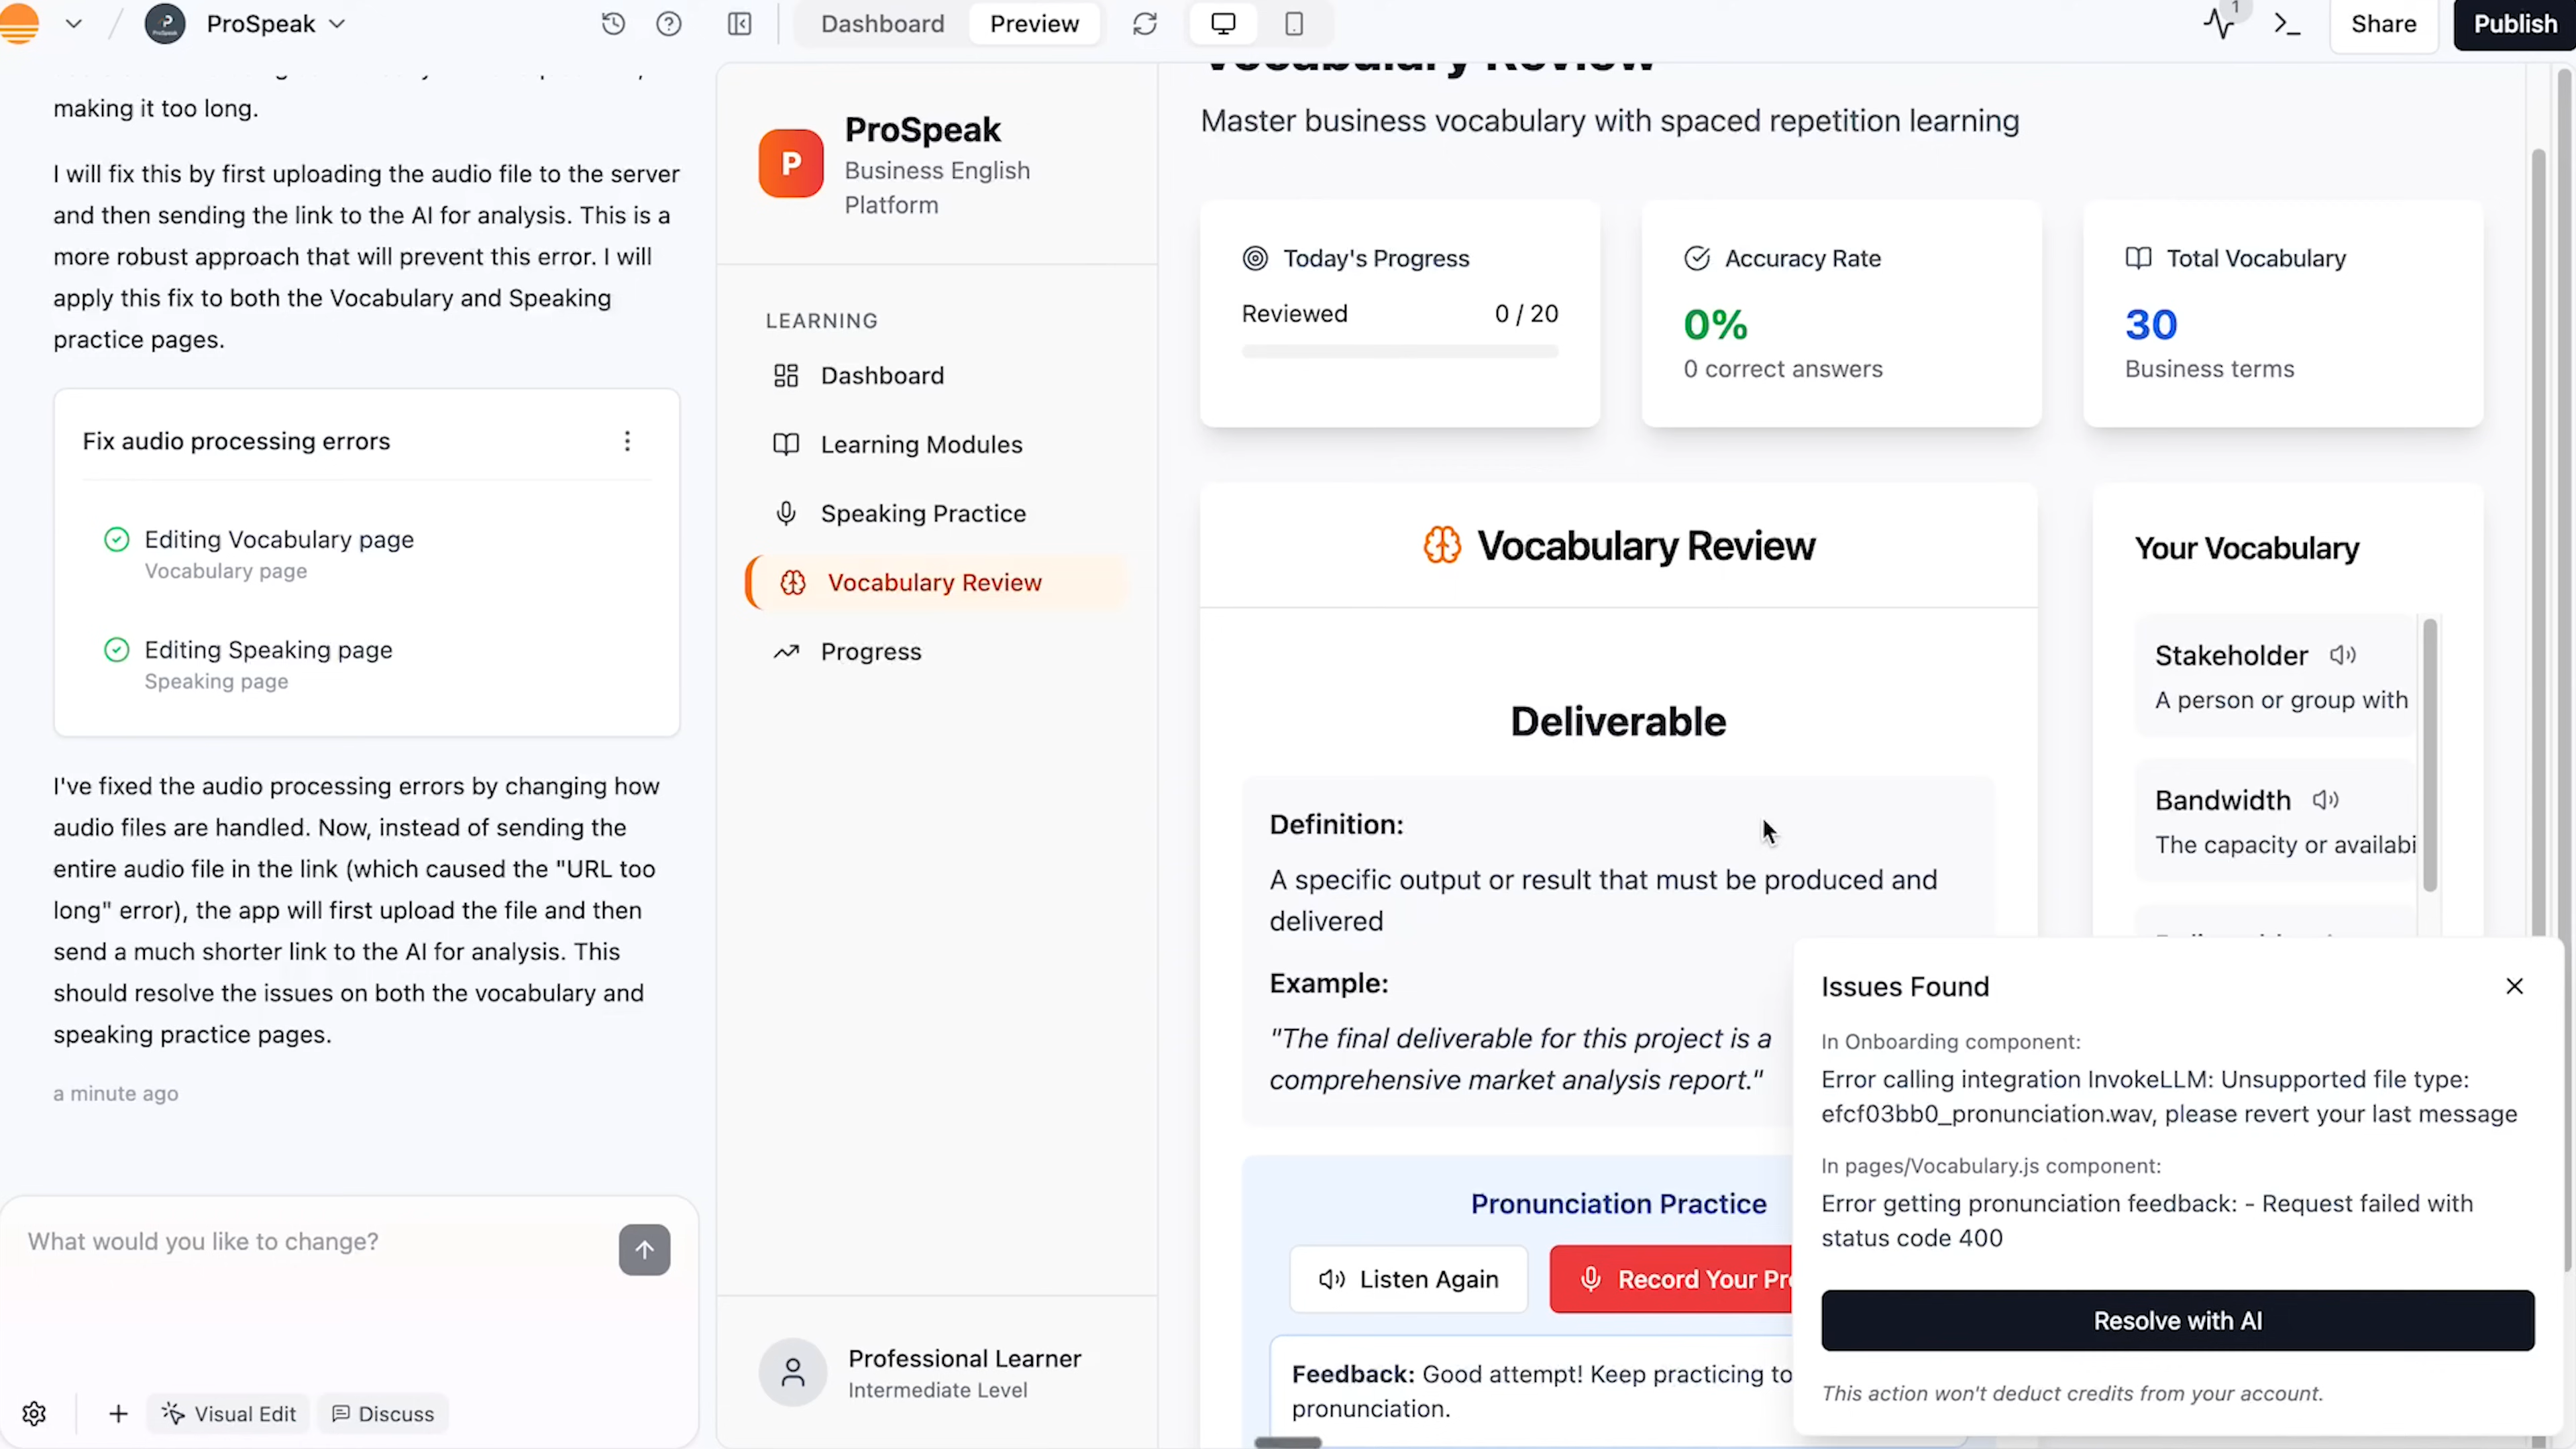 ProSpeak
Dashboard
Preview
1
Share
Publish
making it too long.
I will fix this by first uploading the audio file to the server
and then sending the link to the AI for analysis. This is a
more robust approach that will prevent this error. I will
apply this fix to both the Vocabulary and Speaking
practice pages.
Fix audio processing errors
Editing Vocabulary page
Vocabulary page
Editing Speaking page
Speaking page
I've fixed the audio processing errors by changing how
audio files are handled. Now, instead of sending the
entire audio file in the link (which caused the "URL too
long" error), the app will first upload the file and then
send a much shorter link to the AI for analysis. This
should resolve the issues on both the vocabulary and
speaking practice pages.
a minute ago
What would you like to change?
Visual Edit
Discuss
P
ProSpeak
Business English
Platform
LEARNING
Dashboard
Learning Modules
Speaking Practice
Vocabulary Review
Progress
Professional Learner
Intermediate Level
Vocabulary Review
Master business vocabulary with spaced repetition learning
Today's Progress
Reviewed 0 / 20
Accuracy Rate
0%
0 correct answers
Total Vocabulary
30
Business terms
Vocabulary Review
Deliverable
Definition:
A specific output or result that must be produced and
delivered
Example:
"The final deliverable for this project is a
comprehensive market analysis report."
Pronunciation Practice
Listen Again
Record Your Pr
Feedback: Good attempt! Keep practicing to
pronunciation.
Your Vocabulary
Stakeholder
A person or group with
Bandwidth
The capacity or availabi
Issues Found
In Onboarding component:
Error calling integration InvokeLLM: Unsupported file type:
efcf03bb0_pronunciation.wav, please revert your last message
In pages/Vocabulary.js component:
Error getting pronunciation feedback: - Request failed with
status code 400
Resolve with AI
This action won't deduct credits from your account.